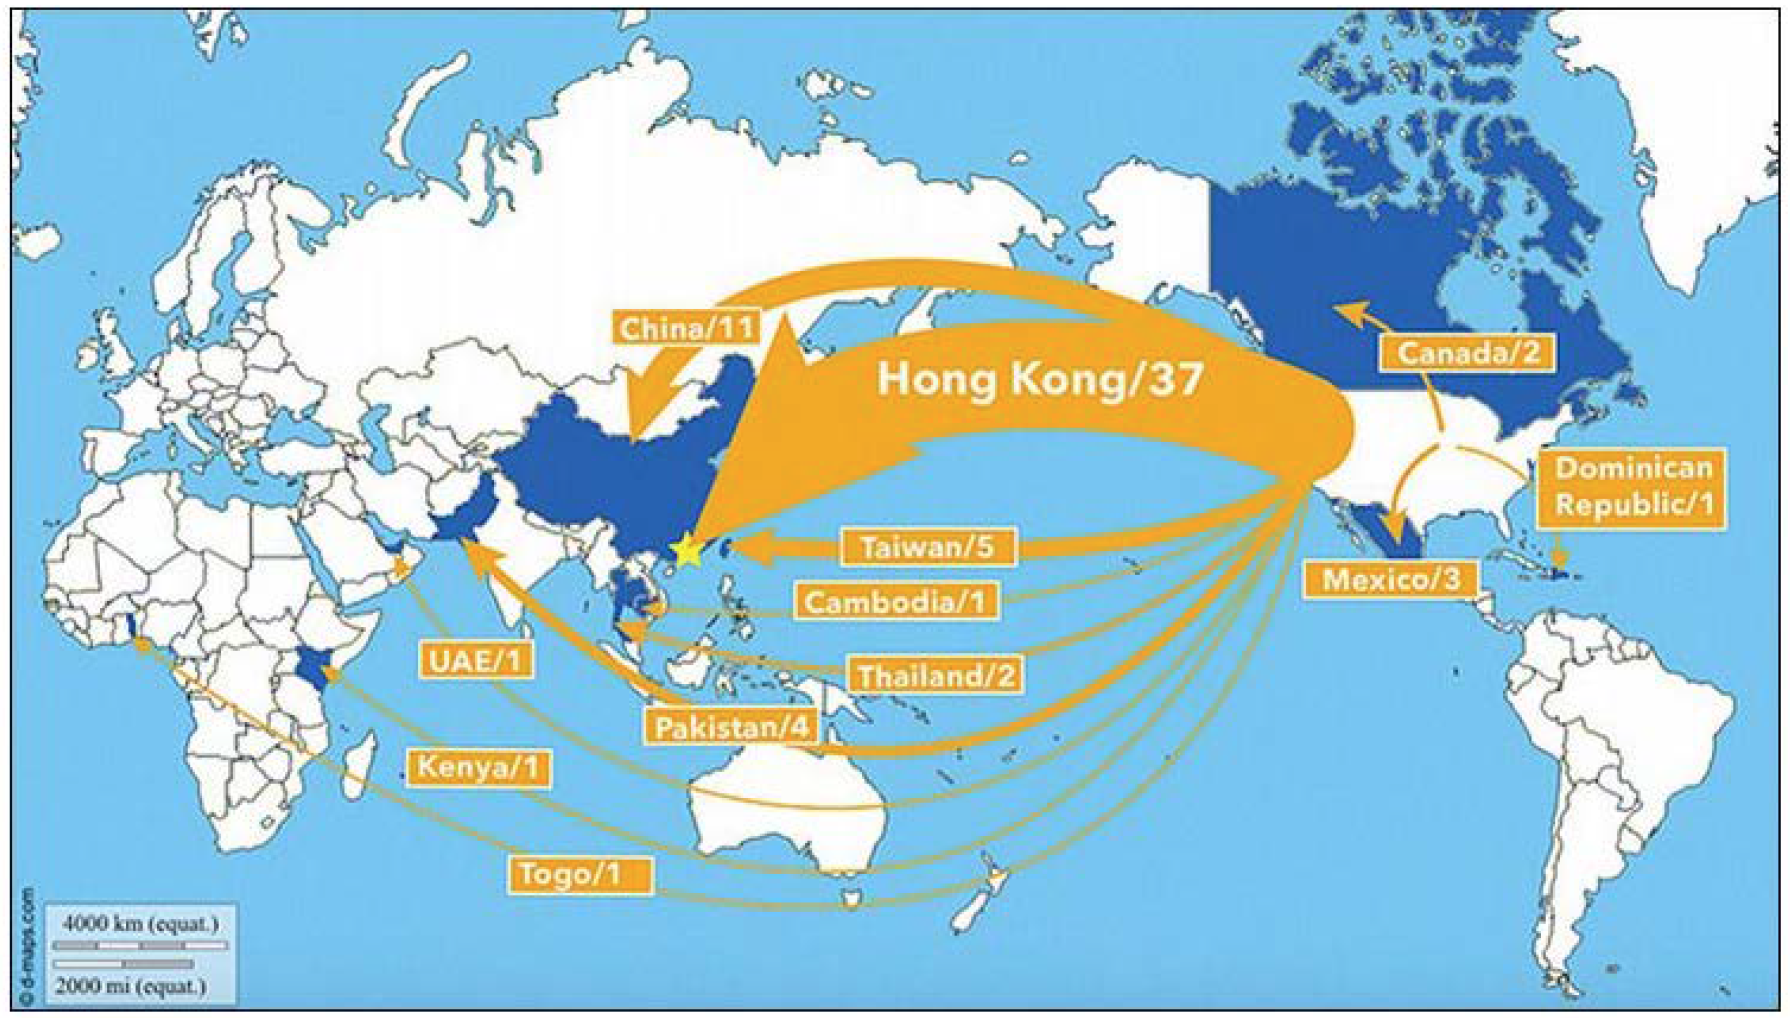 China/11
Hong Kong/37
Canada/2
Dominican
Republic/1
Taiwan/5
Mexico/3
Cambodia/1
UAE/1
Thailand/2
Pakistan/4
Kenya/1
Togo/1
4000 km (equat.)
2000 mi (equat.)
© d-maps.com